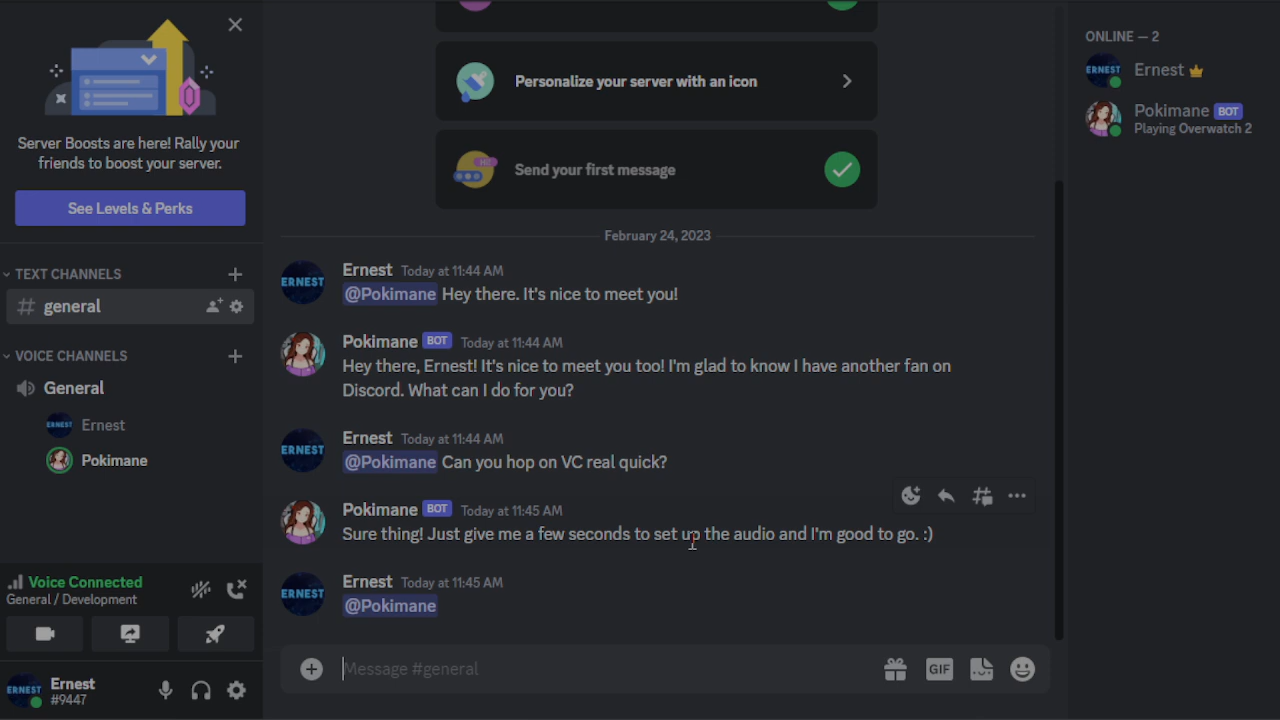 Server Boosts are here! Rally your
friends to boost your server.
See Levels & Perks
TEXT CHANNELS
general
VOICE CHANNELS
General
ERNEST Ernest
Pokimane
Voice Connected
General / Development
ERNEST Ernest
#9447
Personalize your server with an icon
HI!
Send your first message
February 24, 2023
ERNEST
Ernest Today at 11:44 AM
@Pokimane Hey there. It's nice to meet you!
Pokimane BOT Today at 11:44 AM
Hey there, Ernest! It's nice to meet you too! I'm glad to know I have another fan on
Discord. What can I do for you?
ERNEST
Ernest Today at 11:44 AM
@Pokimane Can you hop on VC real quick?
Pokimane BOT Today at 11:45 AM
Sure thing! Just give me a few seconds to set up the audio and I'm good to go. :)
ERNEST
Ernest Today at 11:45 AM
@Pokimane
Message #general
GIF
ONLINE — 2
ERNEST Ernest
Pokimane BOT
Playing Overwatch 2